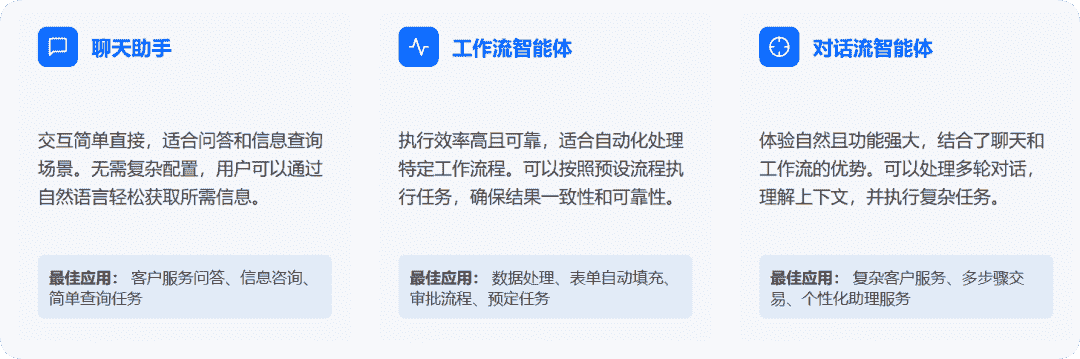 聊天助手
交互简单直接，适合问答和信息查询
场景。无需复杂配置，用户可以通过
自然语言轻松获取所需信息。
最佳应用： 客户服务问答、信息咨询、
简单查询任务
工作流智能体
执行效率高且可靠，适合自动化处理
特定工作流程。可以按照预设流程执
行任务，确保结果一致性和可靠性。
最佳应用： 数据处理、表单自动填充、
审批流程、预定任务
对话流智能体
体验自然且功能强大，结合了聊天和
工作流的优势。可以处理多轮对话，
理解上下文，并执行复杂任务。
最佳应用： 复杂客户服务、多步骤交
易、个性化助理服务